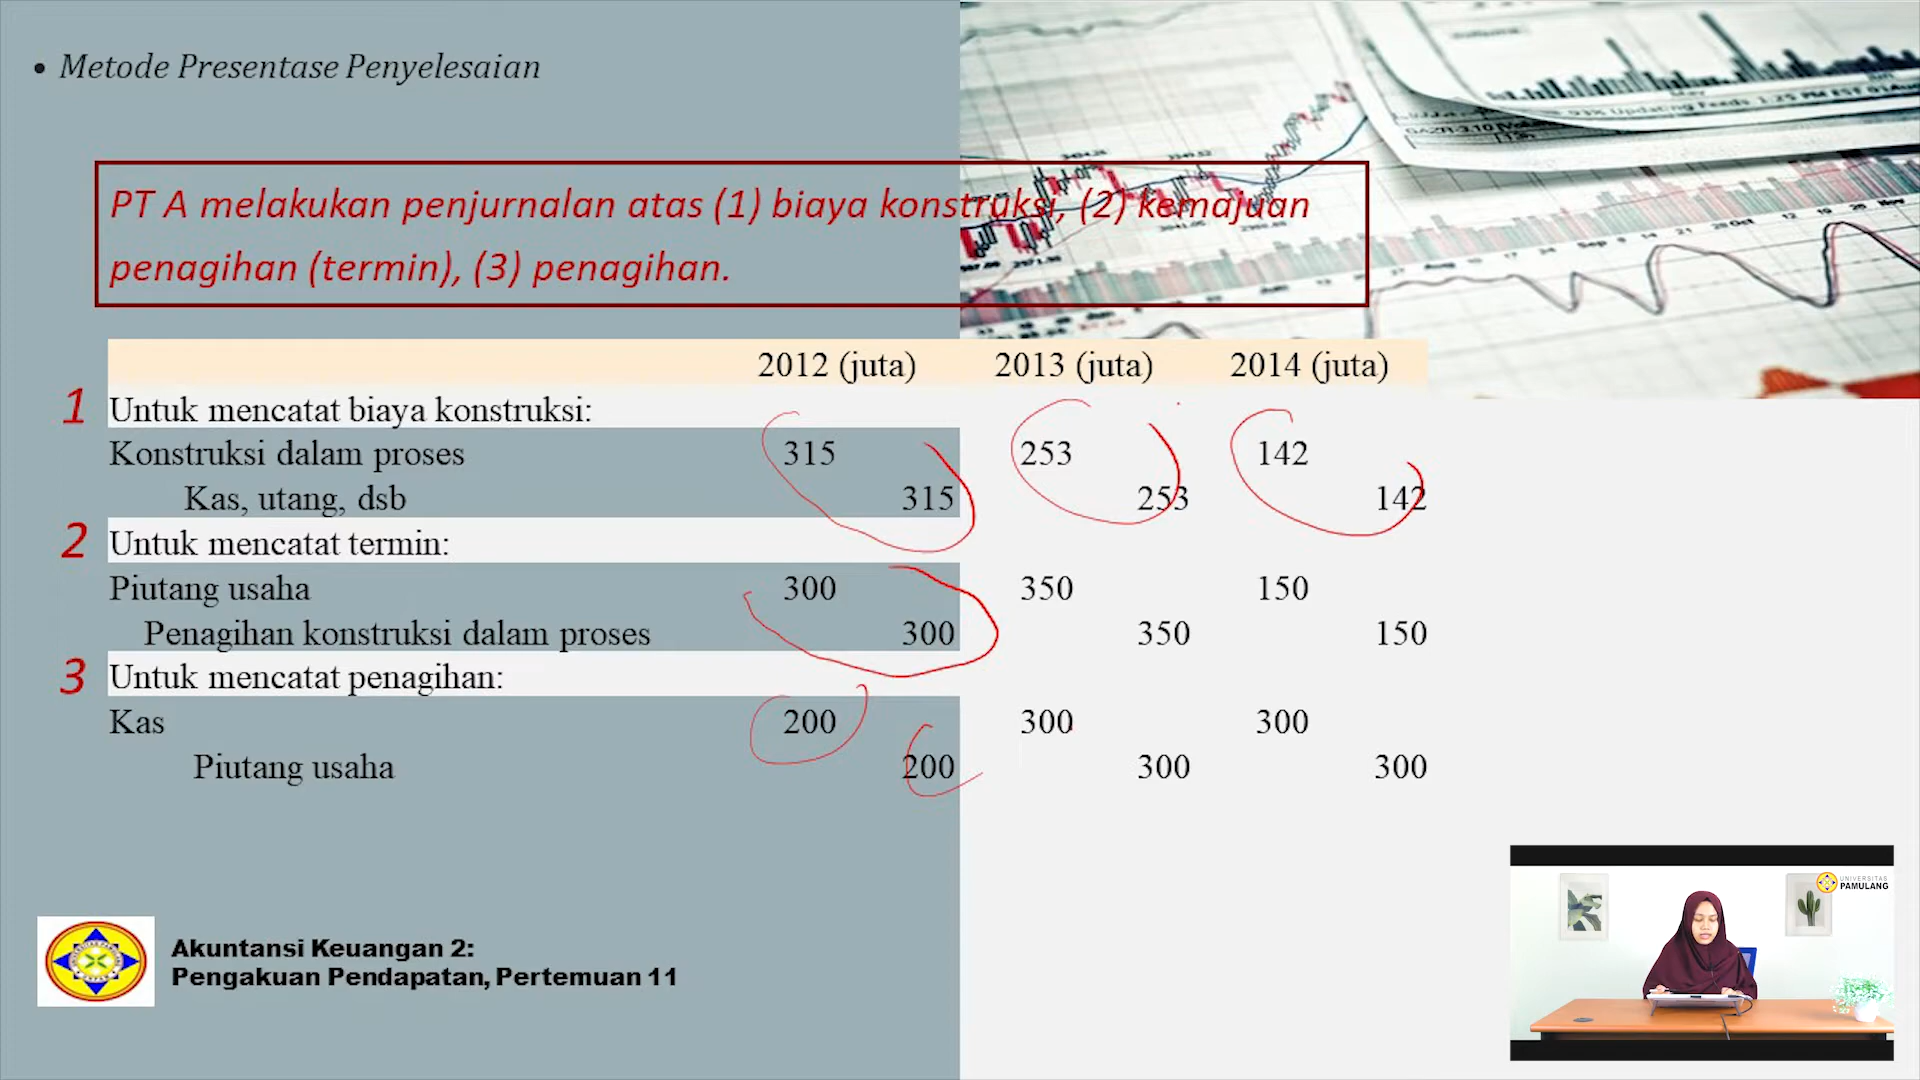 • Metode Presentase Penyelesaian
PT A melakukan penjurnalan atas (1) biaya konstruksi, (2) kemajuan
penagihan (termin), (3) penagihan.
2012 (juta) 2013 (juta) 2014 (juta)
1 Untuk mencatat biaya konstruksi:
Konstruksi dalam proses 315 253 142
Kas, utang, dsb 315 253 142
2 Untuk mencatat termin:
Piutang usaha 300 350 150
Penagihan konstruksi dalam proses 300 350 150
3 Untuk mencatat penagihan:
Kas 200 300 300
Piutang usaha 200 300 300
Akuntansi Keuangan 2:
Pengakuan Pendapatan, Pertemuan 11
UNIVERSITAS
PAMULANG